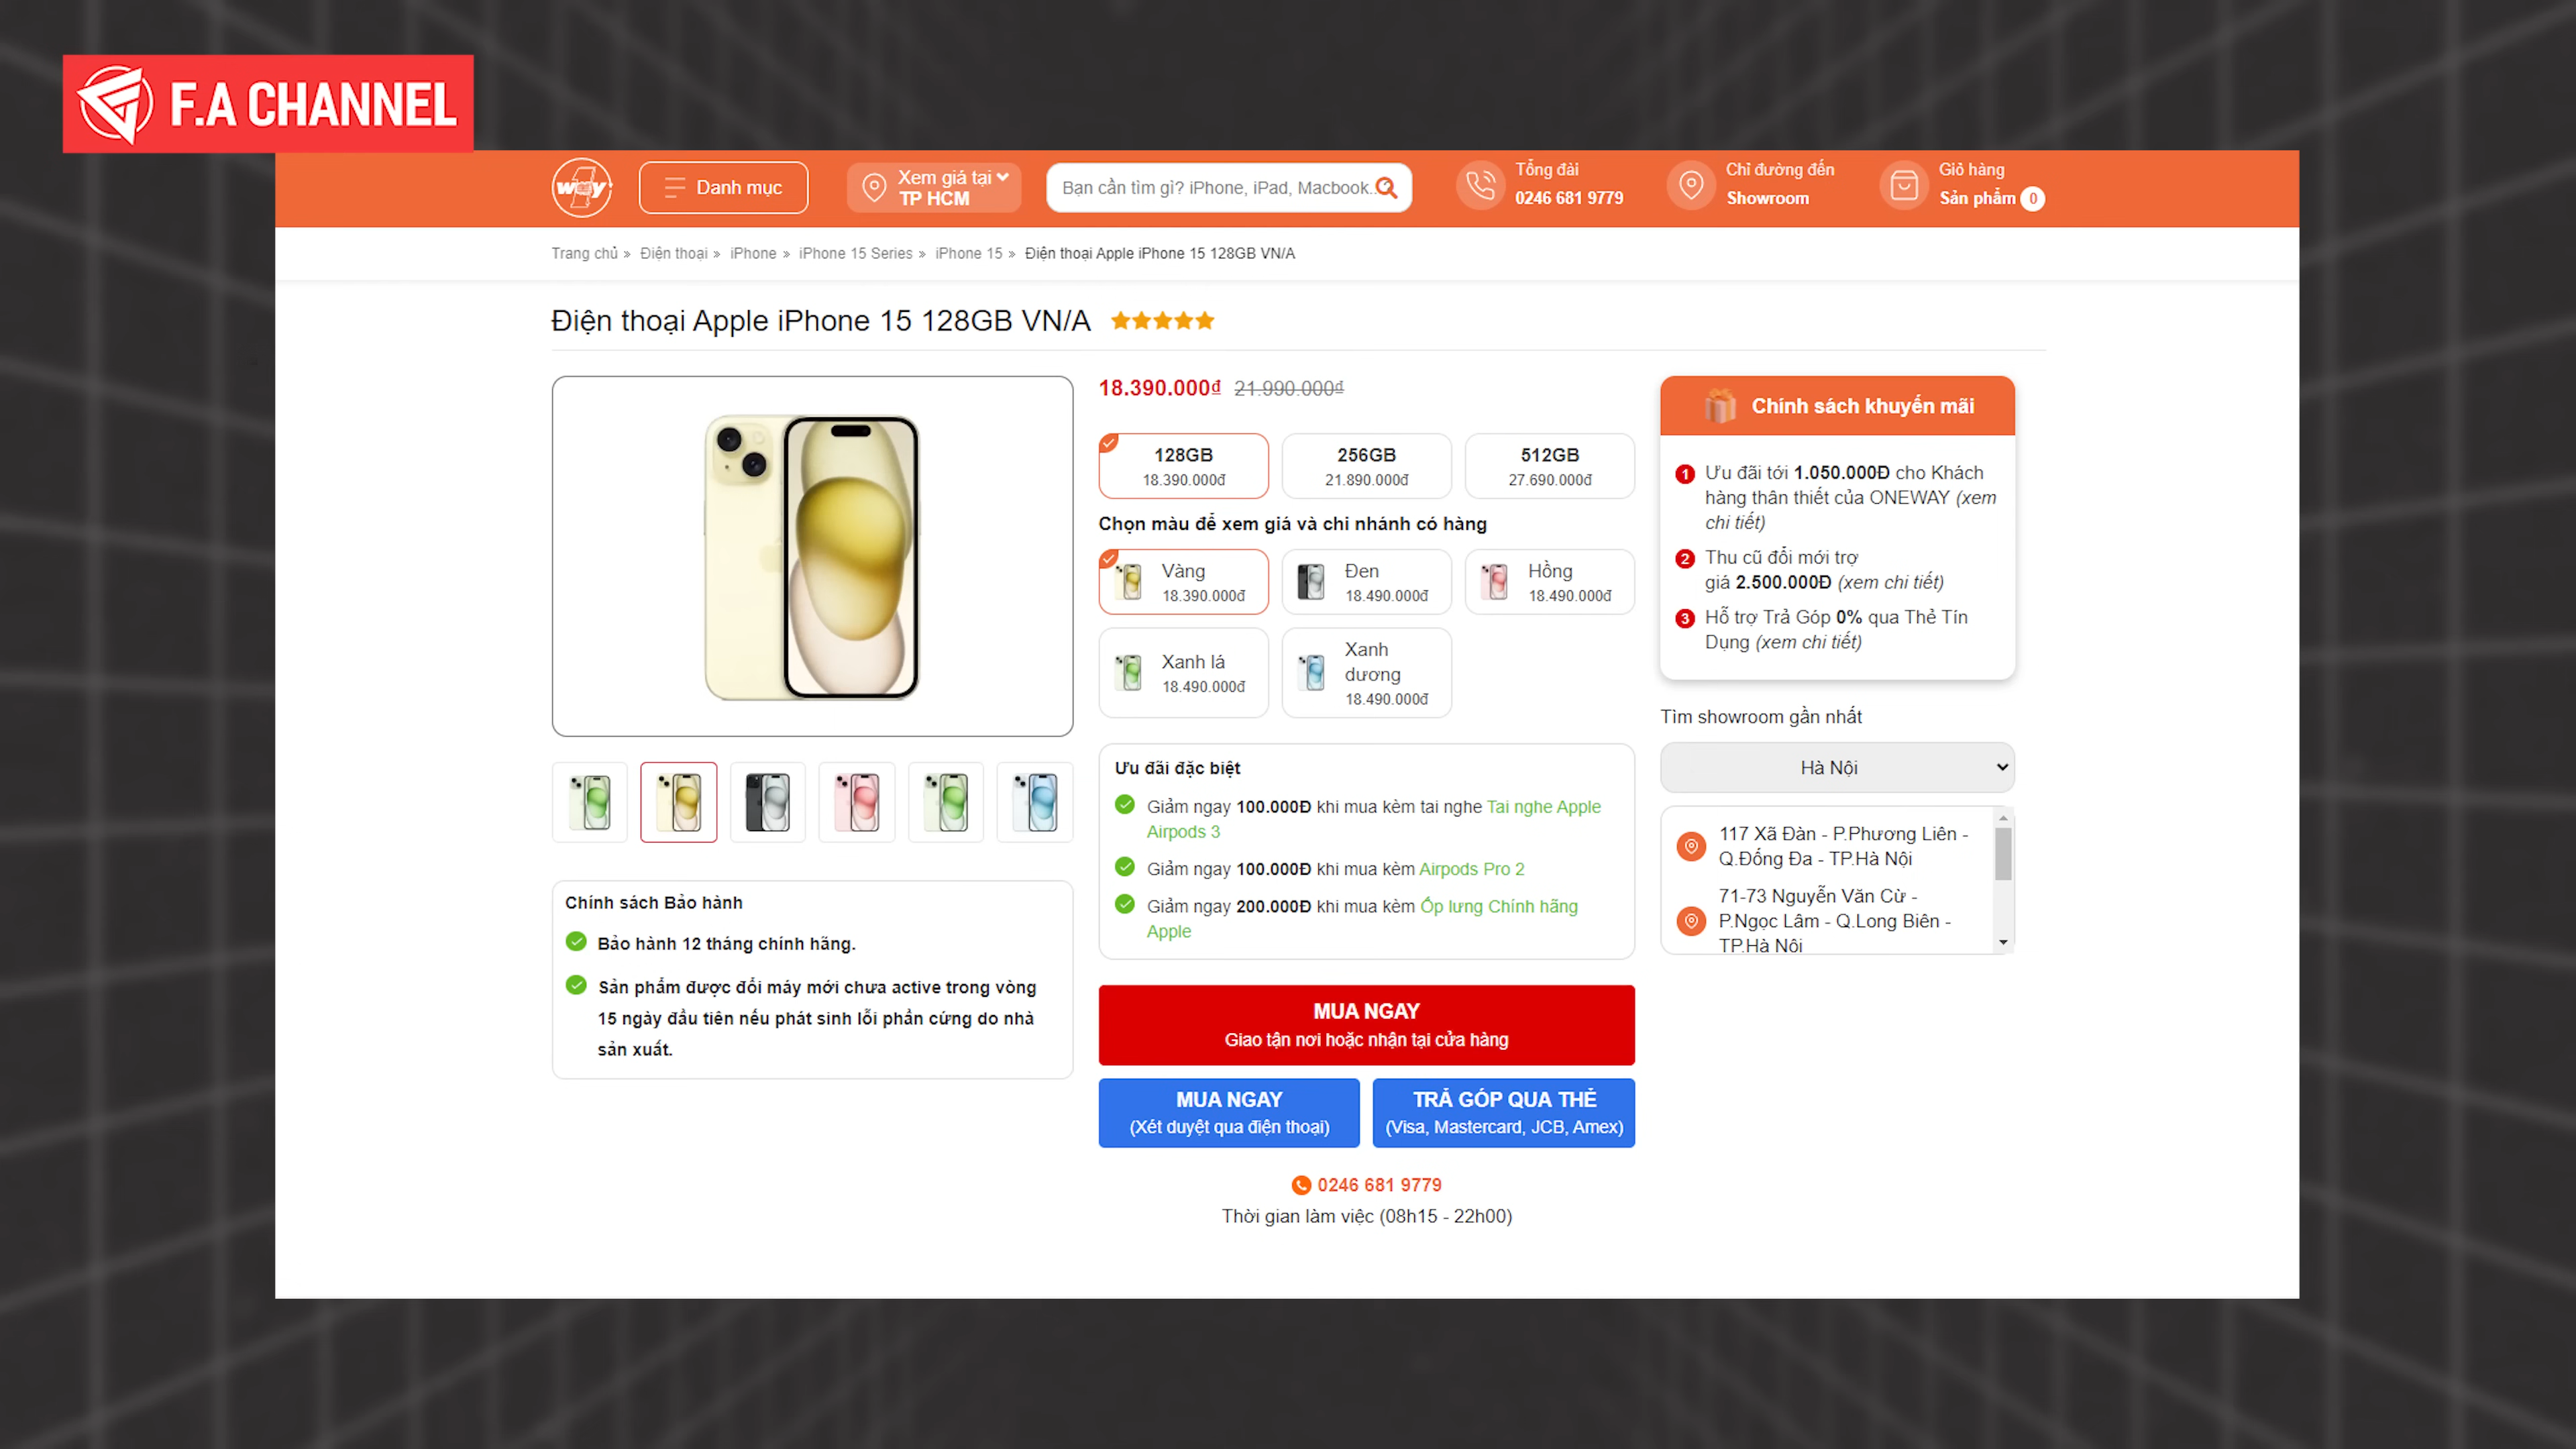 F.A CHANNEL
1 way
Danh mục
Xem giá tại
TP HCM
Bạn cần tìm gì? iPhone, iPad, Macbook...
Tổng đài
0246 681 9779
Chỉ đường đến
Showroom
Giỏ hàng
Sản phẩm 0
Trang chủ » Điện thoại » iPhone » iPhone 15 Series » iPhone 15 » Điện thoại Apple iPhone 15 128GB VN/A
Điện thoại Apple iPhone 15 128GB VN/A
18.390.000₫ 21.990.000₫
128GB
18.390.000đ
256GB
21.890.000đ
512GB
27.690.000đ
Chọn màu để xem giá và chi nhánh có hàng
Vàng
18.390.000đ
Đen
18.490.000đ
Hồng
18.490.000đ
Xanh lá
18.490.000đ
Xanh
dương
18.490.000đ
Ưu đãi đặc biệt
Giảm ngay 100.000Đ khi mua kèm tai nghe Tai nghe Apple
Airpods 3
Giảm ngay 100.000Đ khi mua kèm Airpods Pro 2
Giảm ngay 200.000Đ khi mua kèm Ốp lưng Chính hãng
Apple
MUA NGAY
Giao tận nơi hoặc nhận tại cửa hàng
MUA NGAY
(Xét duyệt qua điện thoại)
TRẢ GÓP QUA THẺ
(Visa, Mastercard, JCB, Amex)
0246 681 9779
Thời gian làm việc (08h15 - 22h00)
Chính sách Bảo hành
Bảo hành 12 tháng chính hãng.
Sản phẩm được đổi máy mới chưa active trong vòng
15 ngày đầu tiên nếu phát sinh lỗi phần cứng do nhà
sản xuất.
Chính sách khuyến mãi
1 Ưu đãi tới 1.050.000Đ cho Khách
hàng thân thiết của ONEWAY (xem
chi tiết)
2 Thu cũ đổi mới trợ
giá 2.500.000Đ (xem chi tiết)
3 Hỗ trợ Trả Góp 0% qua Thẻ Tín
Dụng (xem chi tiết)
Tìm showroom gần nhất
Hà Nội
117 Xã Đàn - P.Phương Liên -
Q.Đống Đa - TP.Hà Nội
71-73 Nguyễn Văn Cừ -
P.Ngọc Lâm - Q.Long Biên -
TP.Hà Nội